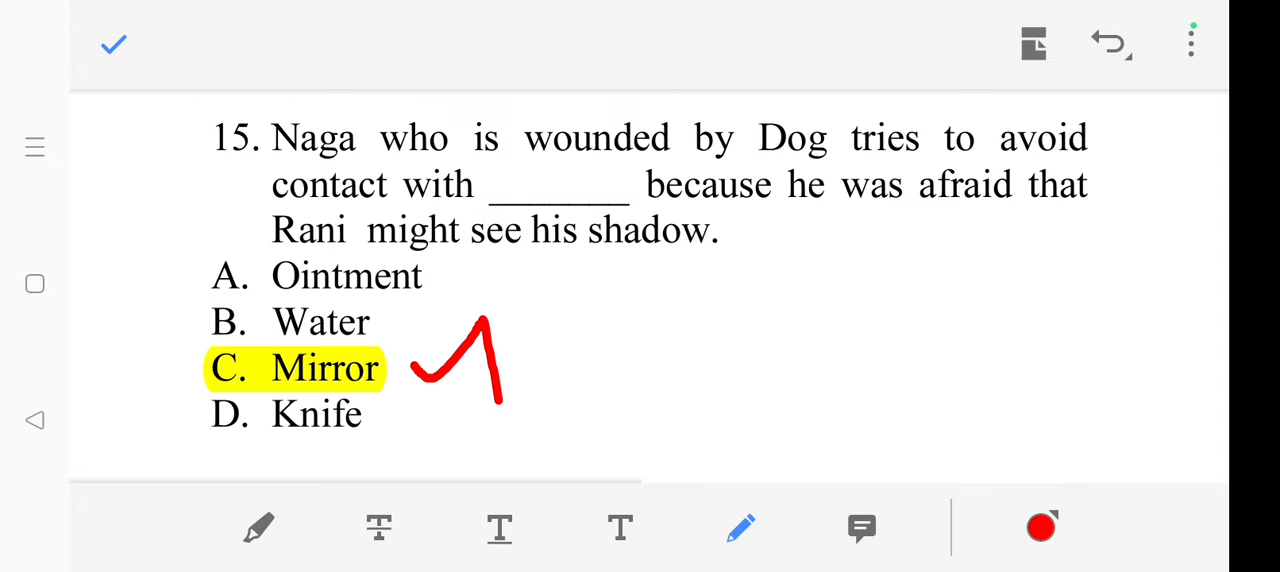 15. Naga who is wounded by Dog tries to avoid
contact with _______ because he was afraid that
Rani might see his shadow.
A. Ointment
B. Water
C. Mirror
D. Knife
T
T
T